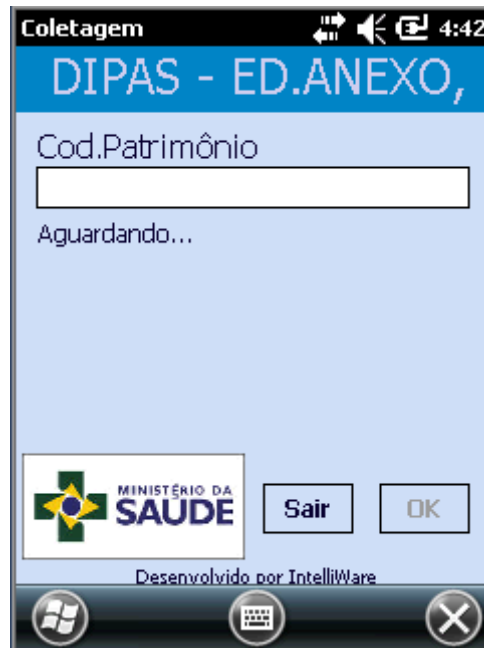 Coletagem 4:42
DIPAS - ED.ANEXO,
Cod.Patrimônio
Aguardando...
MINISTÉRIO DA
SAÚDE
Sair OK
Desenvolvido por IntelliWare